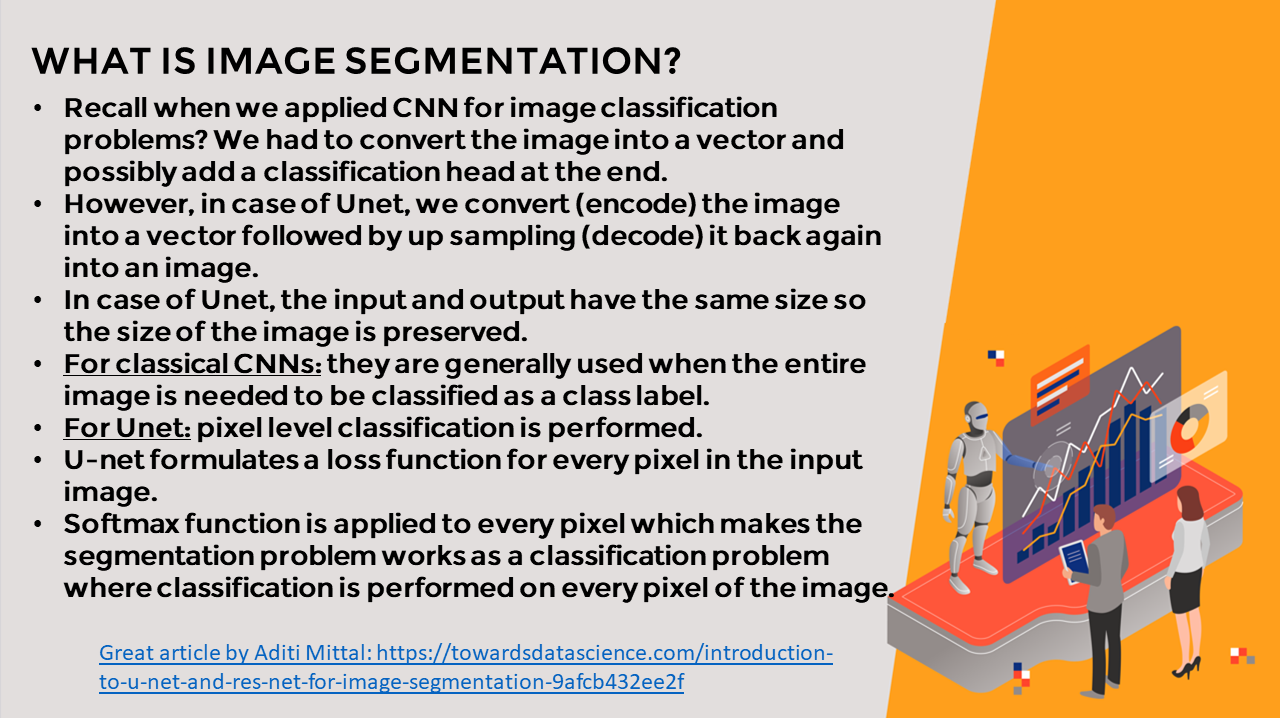 WHAT IS IMAGE SEGMENTATION?
• Recall when we applied CNN for image classification
problems? We had to convert the image into a vector and
possibly add a classification head at the end.
• However, in case of Unet, we convert (encode) the image
into a vector followed by up sampling (decode) it back again
into an image.
• In case of Unet, the input and output have the same size so
the size of the image is preserved.
• For classical CNNs: they are generally used when the entire
image is needed to be classified as a class label.
• For Unet: pixel level classification is performed.
• U-net formulates a loss function for every pixel in the input
image.
• Softmax function is applied to every pixel which makes the
segmentation problem works as a classification problem
where classification is performed on every pixel of the image.
Great article by Aditi Mittal: https://towardsdatascience.com/introduction-
to-u-net-and-res-net-for-image-segmentation-9afcb432ee2f